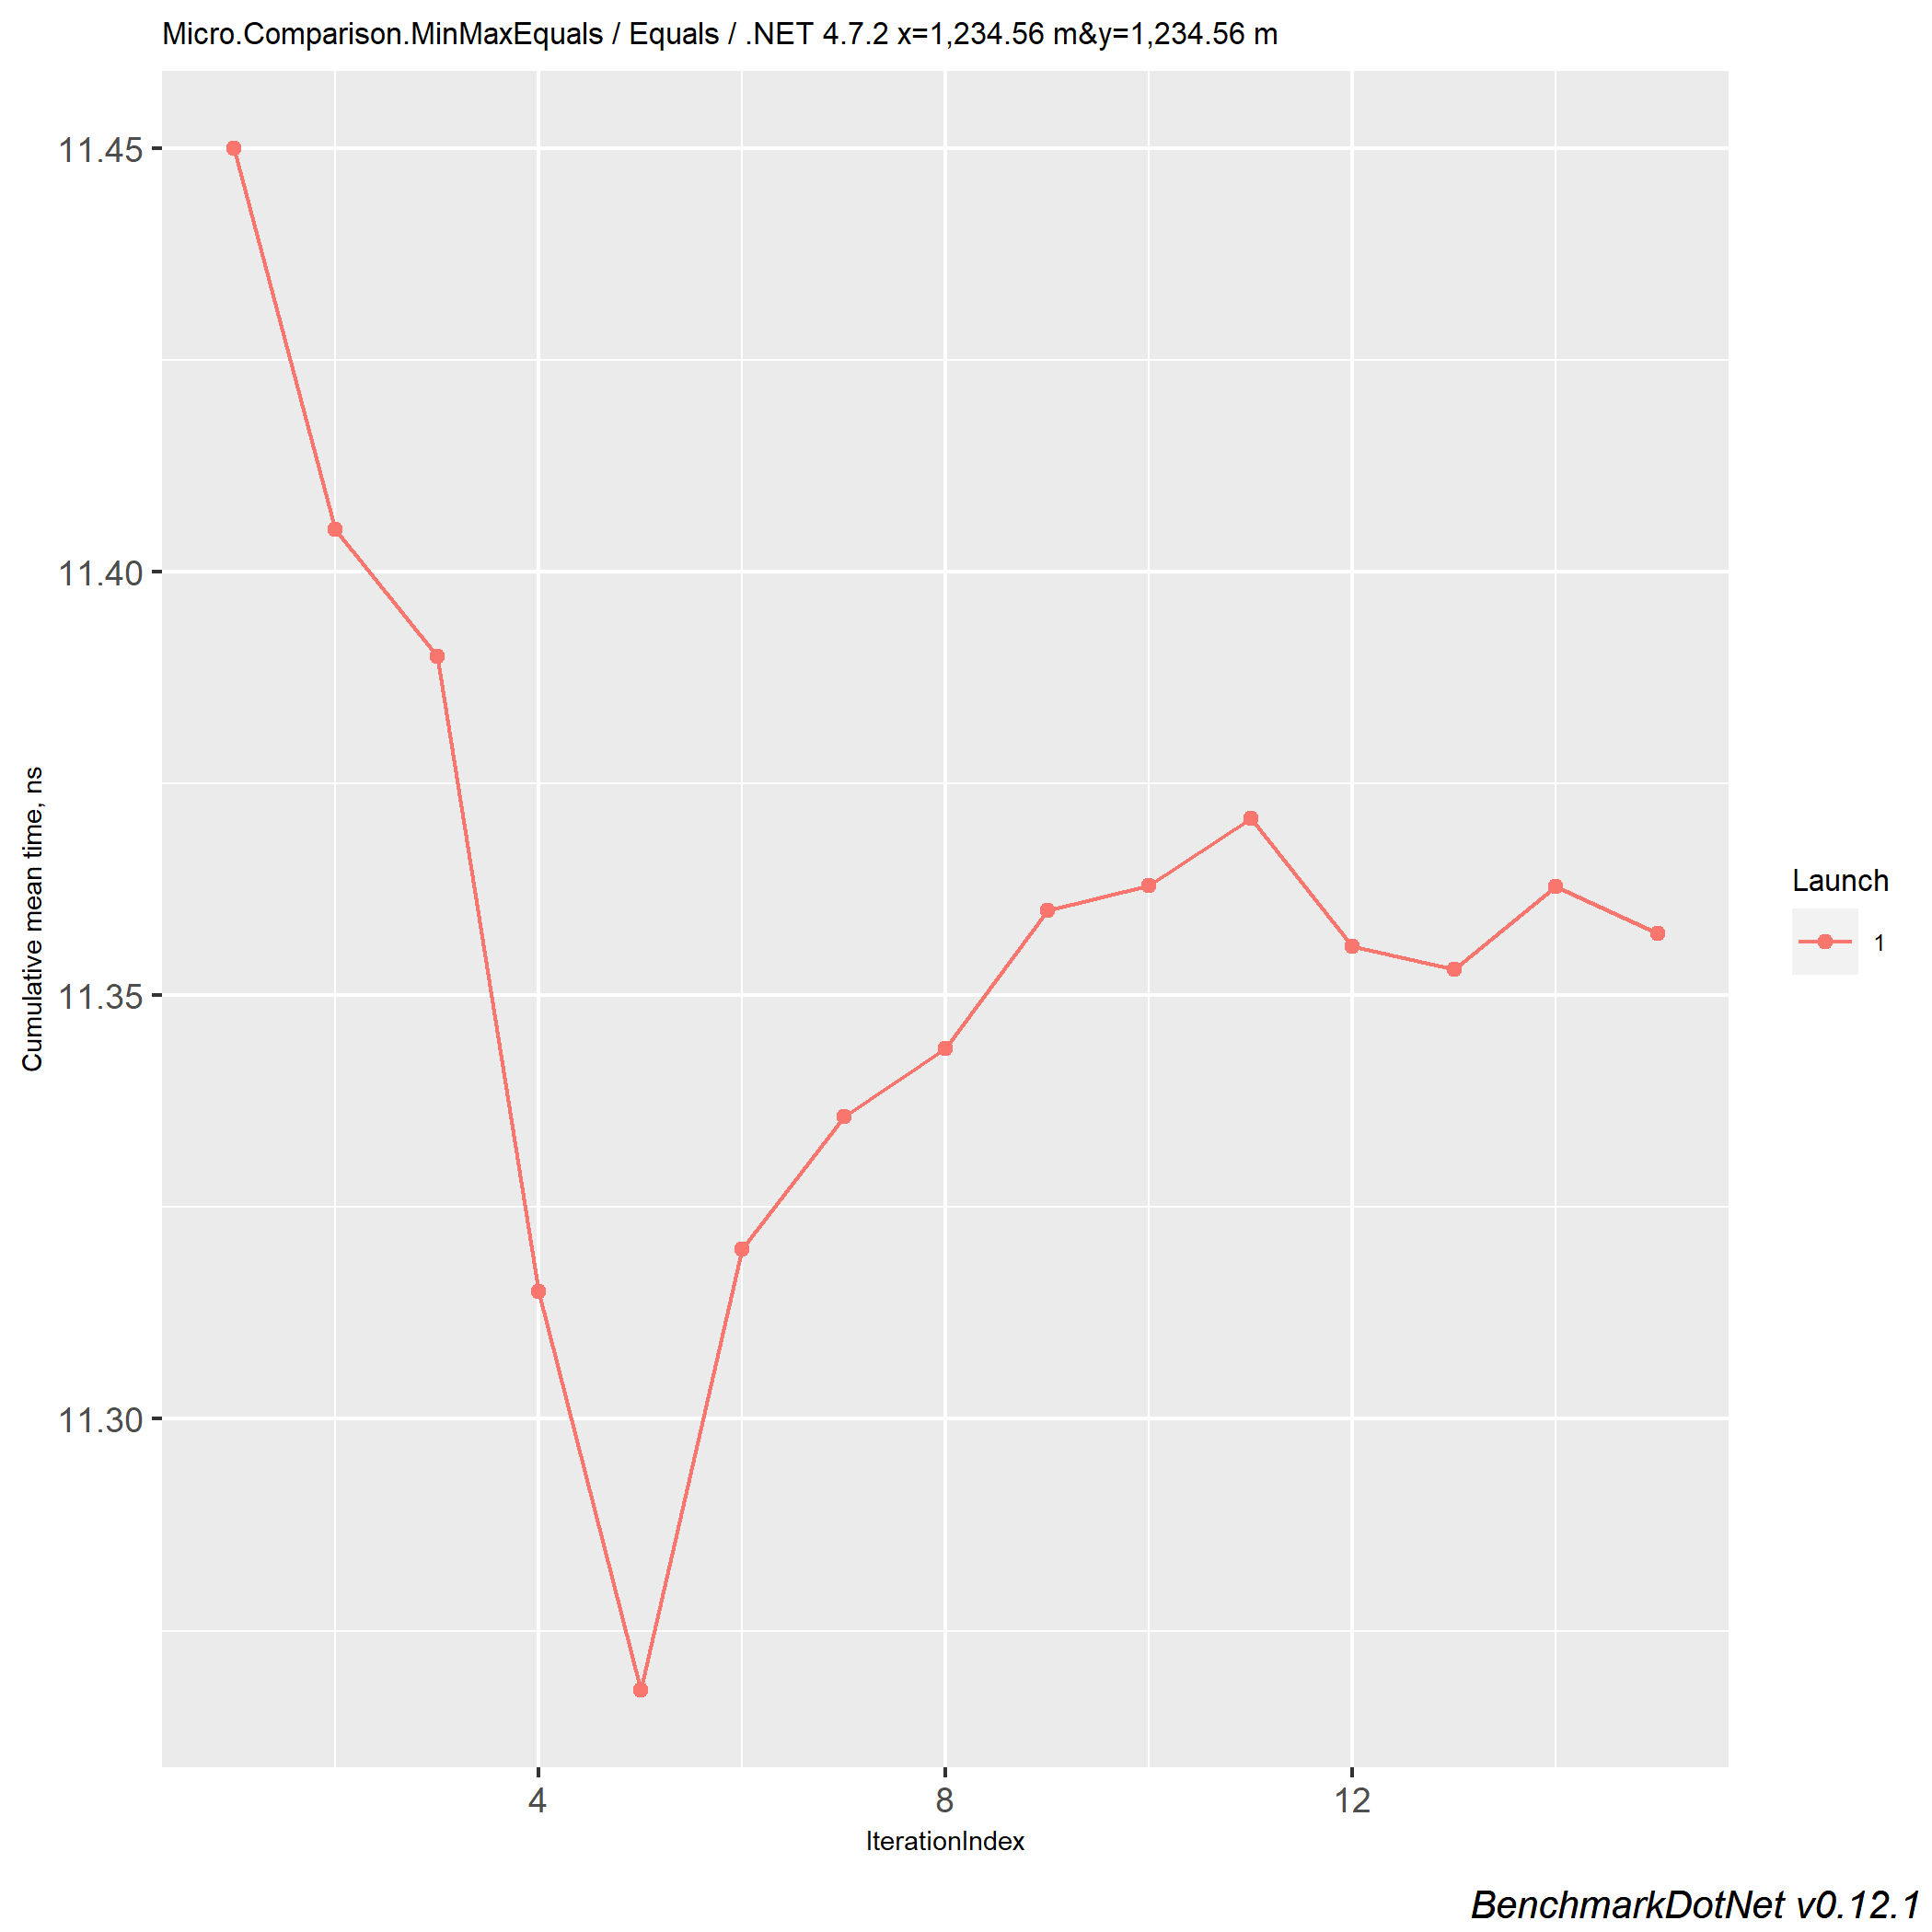 Micro.Comparison.MinMaxEquals / Equals / .NET 4.7.2 x=1,234.56 m&y=1,234.56 m
11.45
11.40
11.35
11.30
Cumulative mean time, ns
4
8
12
IterationIndex
Launch
1
BenchmarkDotNet v0.12.1